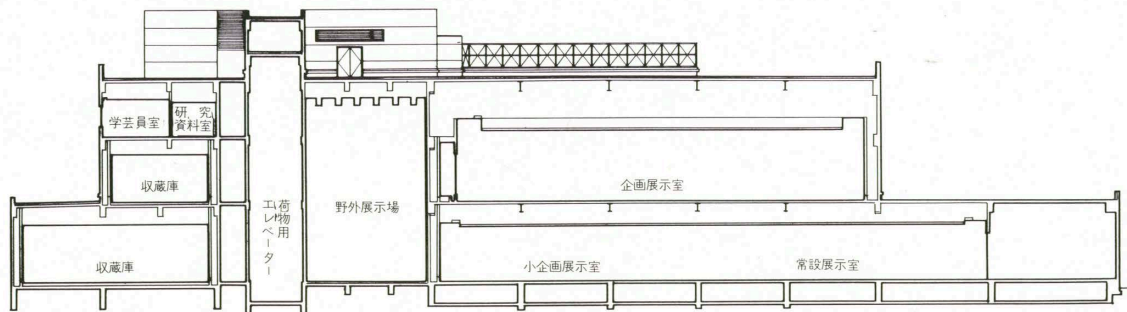 学芸員室
研究
資料室
収蔵庫
収蔵庫
荷物用
エレベーター
野外展示場
企画展示室
小企画展示室
常設展示室